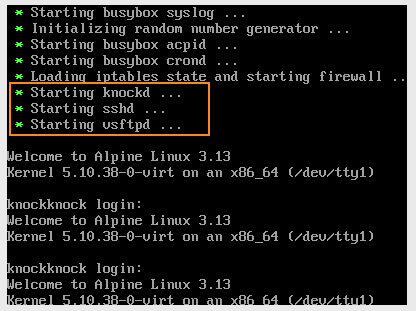 * Starting busybox syslog ...
* Initializing random number generator ...
* Starting busybox acpid ...
* Starting busybox crond ...
* Loading iptables state and starting firewall ..
* Starting knockd ...
* Starting sshd ...
* Starting vsftpd ...
Welcome to Alpine Linux 3.13
Kernel 5.10.38-0-virt on an x86_64 (/dev/tty1)
knockknock login:
Welcome to Alpine Linux 3.13
Kernel 5.10.38-0-virt on an x86_64 (/dev/tty1)
knockknock login:
Welcome to Alpine Linux 3.13
Kernel 5.10.38-0-virt on an x86_64 (/dev/tty1)